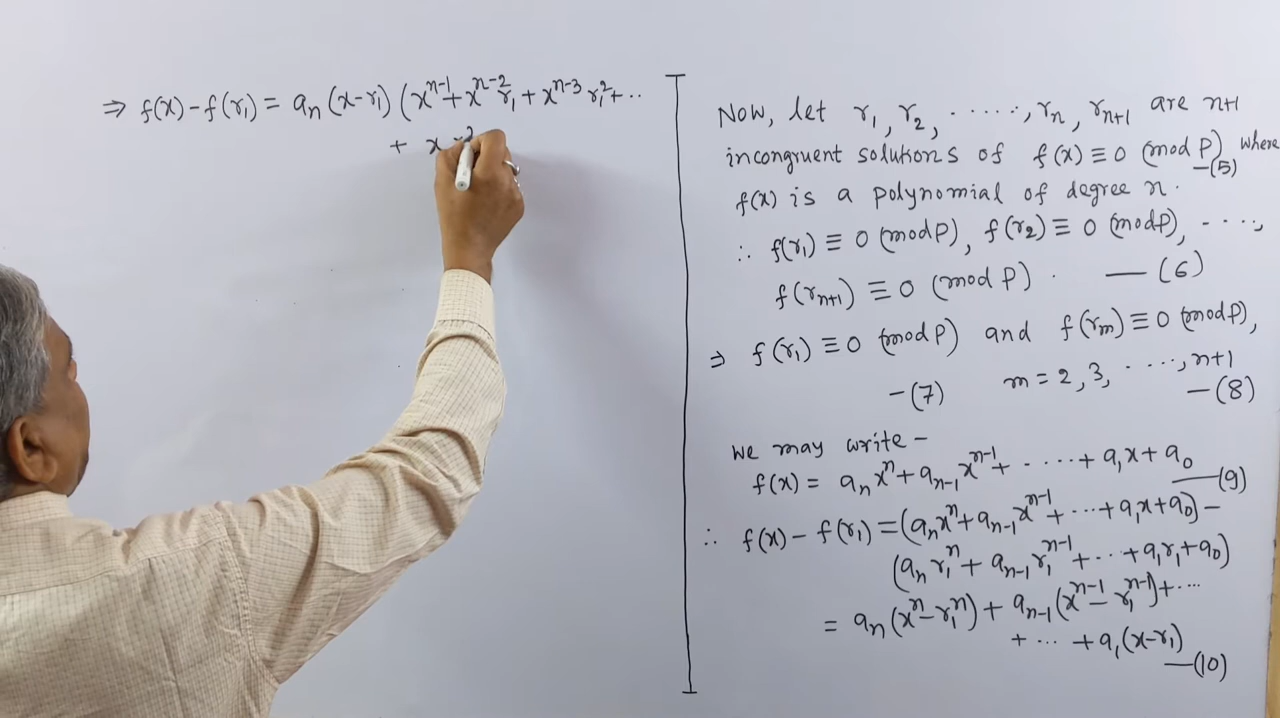 ⇒ f(x) - f(r₁) = aₙ(x-r₁)(xⁿ⁻¹+xⁿ⁻²r₁+xⁿ⁻³r₁²+··
+ x
Now, let r₁, r₂, ·····, rₙ, rₙ₊₁ are n+1
incongruent solutions of f(x) ≡ 0 (mod P) where
-(5)
f(x) is a polynomial of degree n.
∴ f(r₁) ≡ 0 (mod P), f(r₂) ≡ 0 (mod P), ····,
f(rₙ₊₁) ≡ 0 (mod P). —(6)
⇒ f(r₁) ≡ 0 (mod P) and f(rₘ) ≡ 0 (mod P),
-(7) m = 2, 3, ·····, n+1 -(8)
We may write -
f(x) = aₙxⁿ + aₙ₋₁xⁿ⁻¹ + ····· + a₁x + a₀ —(9)
∴ f(x) - f(r₁) = (aₙxⁿ + aₙ₋₁xⁿ⁻¹ + ··· + a₁x + a₀) -
(aₙr₁ⁿ + aₙ₋₁r₁ⁿ⁻¹ + ··· + a₁r₁ + a₀)
= aₙ(xⁿ - r₁ⁿ) + aₙ₋₁(xⁿ⁻¹ - r₁ⁿ⁻¹) + ····
+ ··· + a₁(x-r₁) —(10)